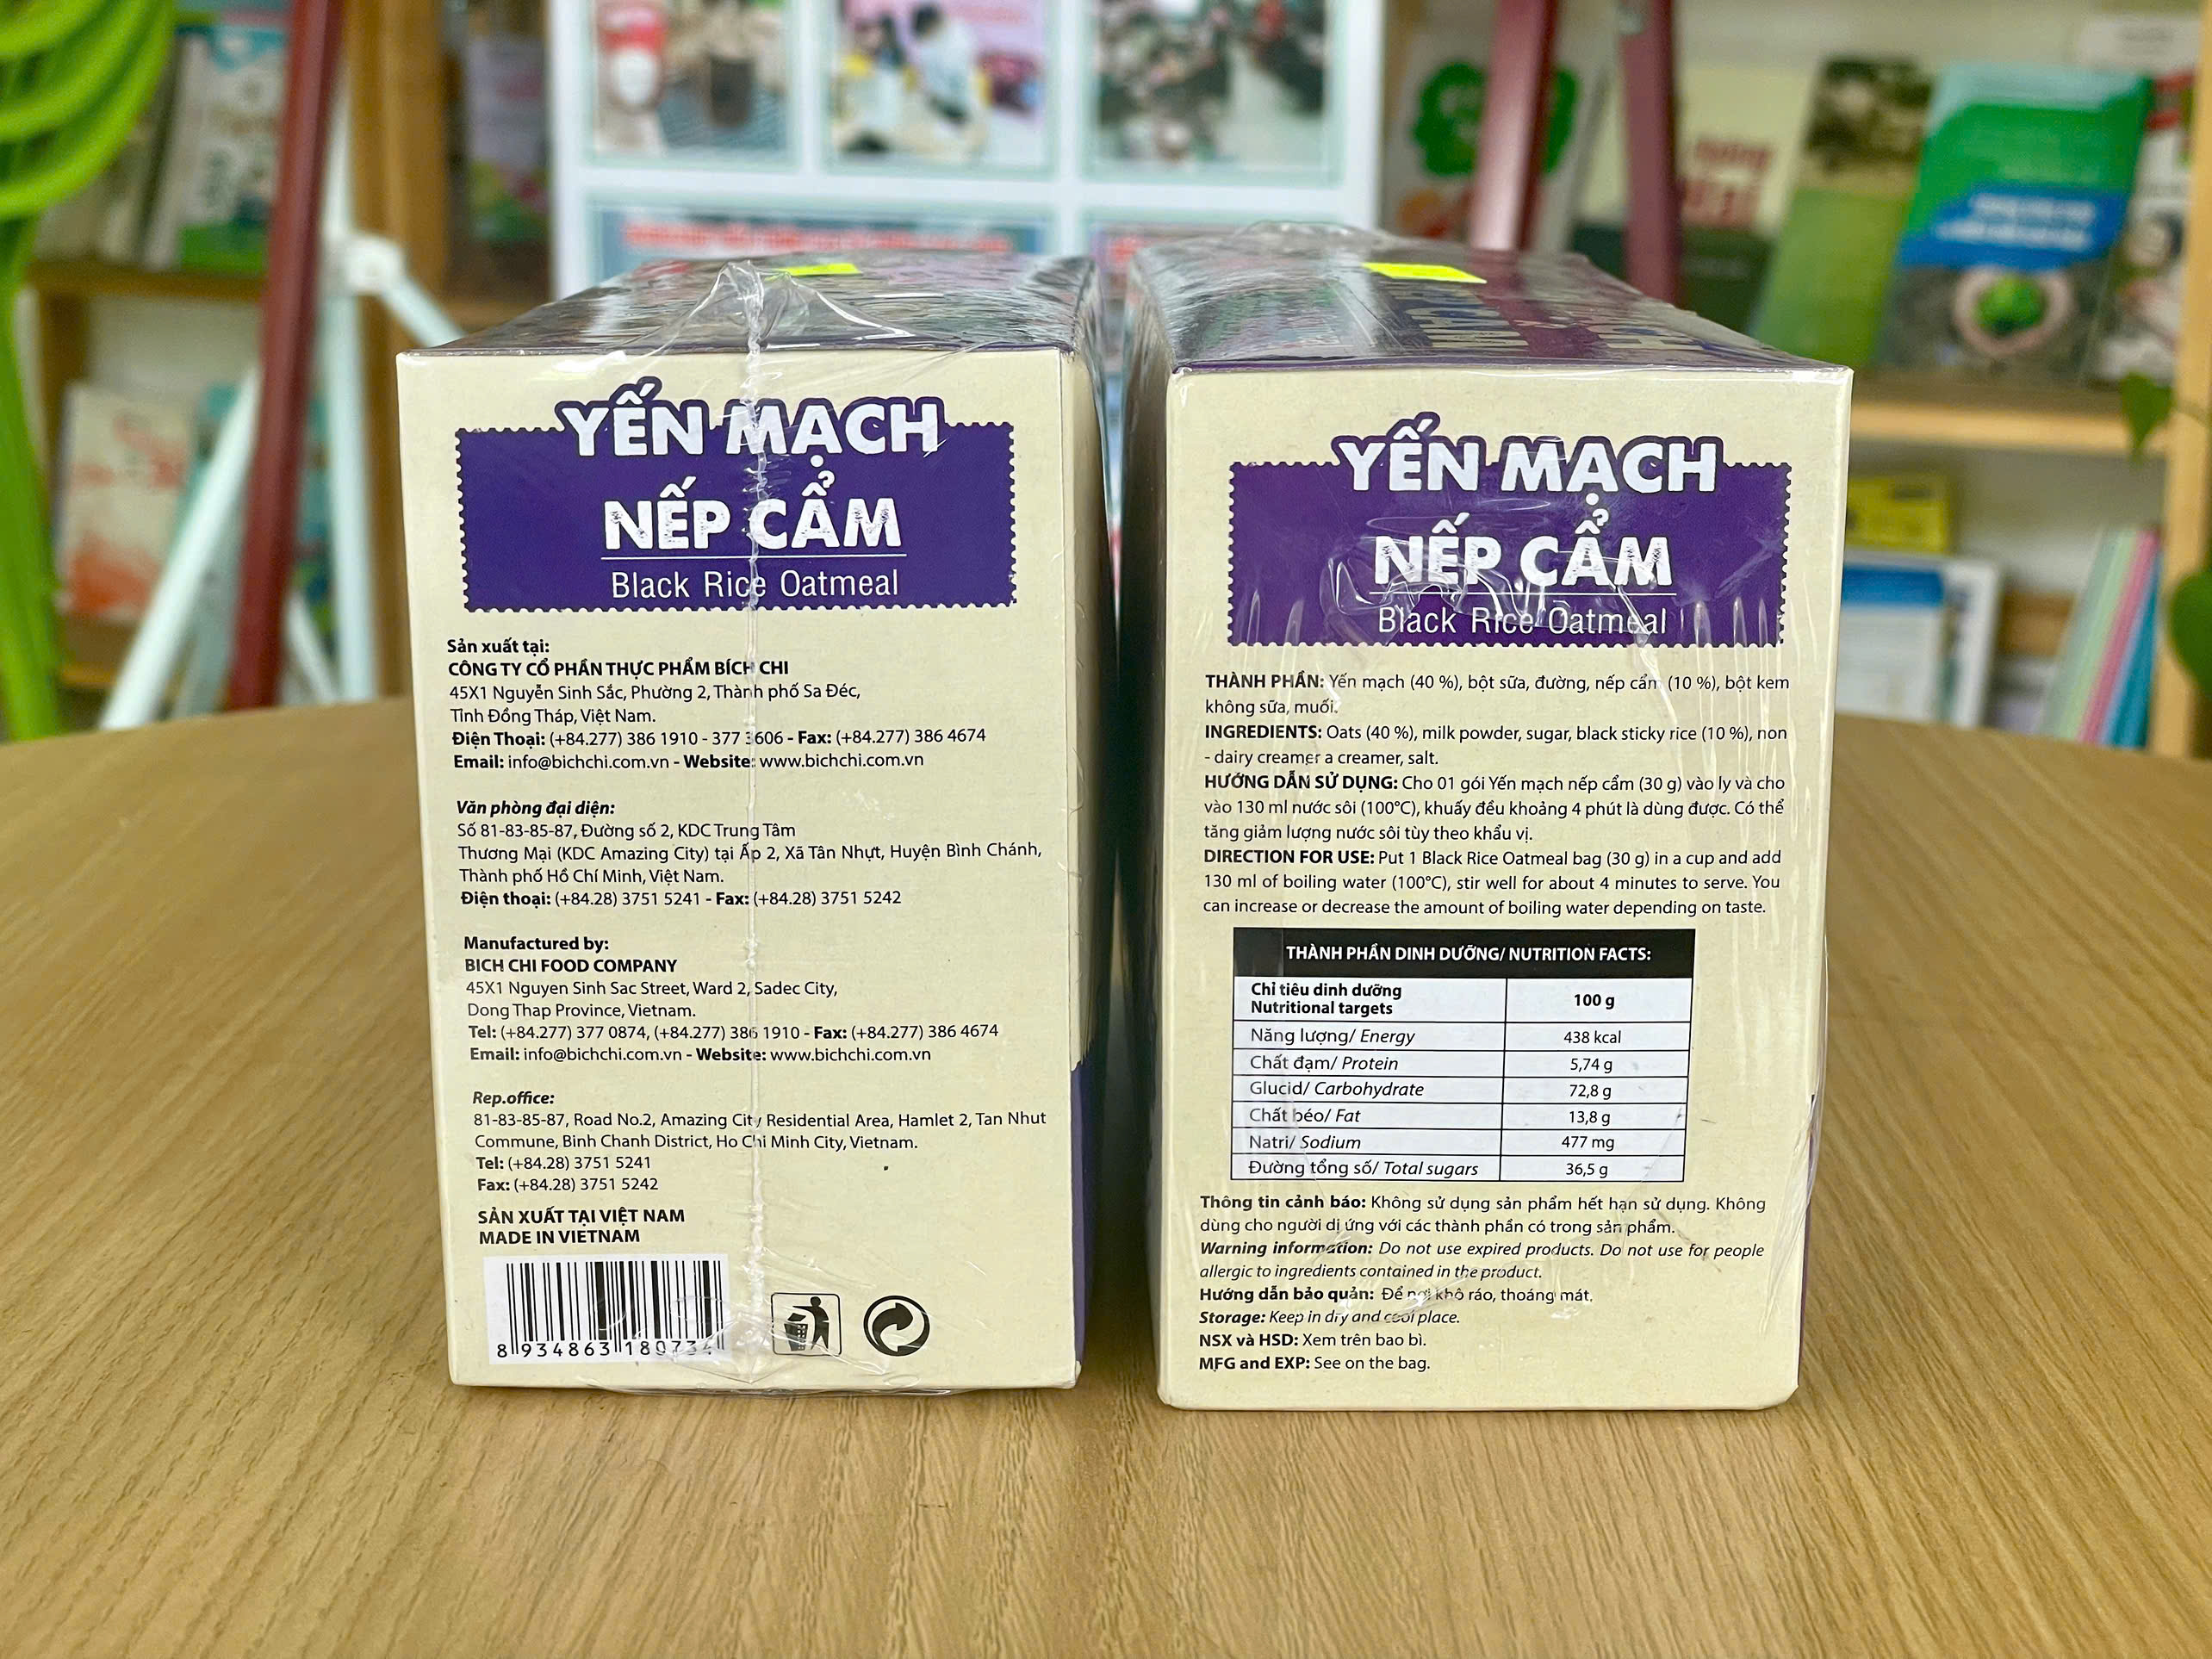 YẾN MẠCH
NẾP CẨM
Black Rice Oatmeal
Sản xuất tại:
CÔNG TY CỔ PHẦN THỰC PHẨM BÍCH CHI
45X1 Nguyễn Sinh Sắc, Phường 2, Thành phố Sa Đéc,
Tỉnh Đồng Tháp, Việt Nam.
Điện Thoại: (+84.277) 386 1910 - 377 3606 - Fax: (+84.277) 386 4674
Email: info@bichchi.com.vn - Website: www.bichchi.com.vn
Văn phòng đại diện:
Số 81-83-85-87, Đường số 2, KDC Trung Tâm
Thương Mại (KDC Amazing City) tại Ấp 2, Xã Tân Nhựt, Huyện Bình Chánh,
Thành phố Hồ Chí Minh, Việt Nam.
Điện thoại: (+84.28) 3751 5241 - Fax: (+84.28) 3751 5242
Manufactured by:
BICH CHI FOOD COMPANY
45X1 Nguyen Sinh Sac Street, Ward 2, Sadec City,
Dong Thap Province, Vietnam.
Tel: (+84.277) 377 0874, (+84.277) 386 1910 - Fax: (+84.277) 386 4674
Email: info@bichchi.com.vn - Website: www.bichchi.com.vn
Rep.office:
81-83-85-87, Road No.2, Amazing City Residential Area, Hamlet 2, Tan Nhut
Commune, Binh Chanh District, Ho Chi Minh City, Vietnam.
Tel: (+84.28) 3751 5241
Fax: (+84.28) 3751 5242
SẢN XUẤT TẠI VIỆT NAM
MADE IN VIETNAM
8 934863 180734
YẾN MẠCH
NẾP CẨM
Black Rice Oatmeal
THÀNH PHẦN: Yến mạch (40 %), bột sữa, đường, nếp cẩm (10 %), bột kem
không sữa, muối.
INGREDIENTS: Oats (40 %), milk powder, sugar, black sticky rice (10 %), non
- dairy creamer a creamer, salt.
HƯỚNG DẪN SỬ DỤNG: Cho 01 gói Yến mạch nếp cẩm (30 g) vào ly và cho
vào 130 ml nước sôi (100°C), khuấy đều khoảng 4 phút là dùng được. Có thể
tăng giảm lượng nước sôi tùy theo khẩu vị.
DIRECTION FOR USE: Put 1 Black Rice Oatmeal bag (30 g) in a cup and add
130 ml of boiling water (100°C), stir well for about 4 minutes to serve. You
can increase or decrease the amount of boiling water depending on taste.
THÀNH PHẦN DINH DƯỠNG/ NUTRITION FACTS:
Chỉ tiêu dinh dưỡng
Nutritional targets 100 g
Năng lượng/ Energy 438 kcal
Chất đạm/ Protein 5,74 g
Glucid/ Carbohydrate 72,8 g
Chất béo/ Fat 13,8 g
Natri/ Sodium 477 mg
Đường tổng số/ Total sugars 36,5 g
Thông tin cảnh báo: Không sử dụng sản phẩm hết hạn sử dụng. Không
dùng cho người dị ứng với các thành phần có trong sản phẩm.
Warning information: Do not use expired products. Do not use for people
allergic to ingredients contained in the product.
Hướng dẫn bảo quản: Để nơi khô ráo, thoáng mát.
Storage: Keep in dry and cool place.
NSX và HSD: Xem trên bao bì.
MFG and EXP: See on the bag.